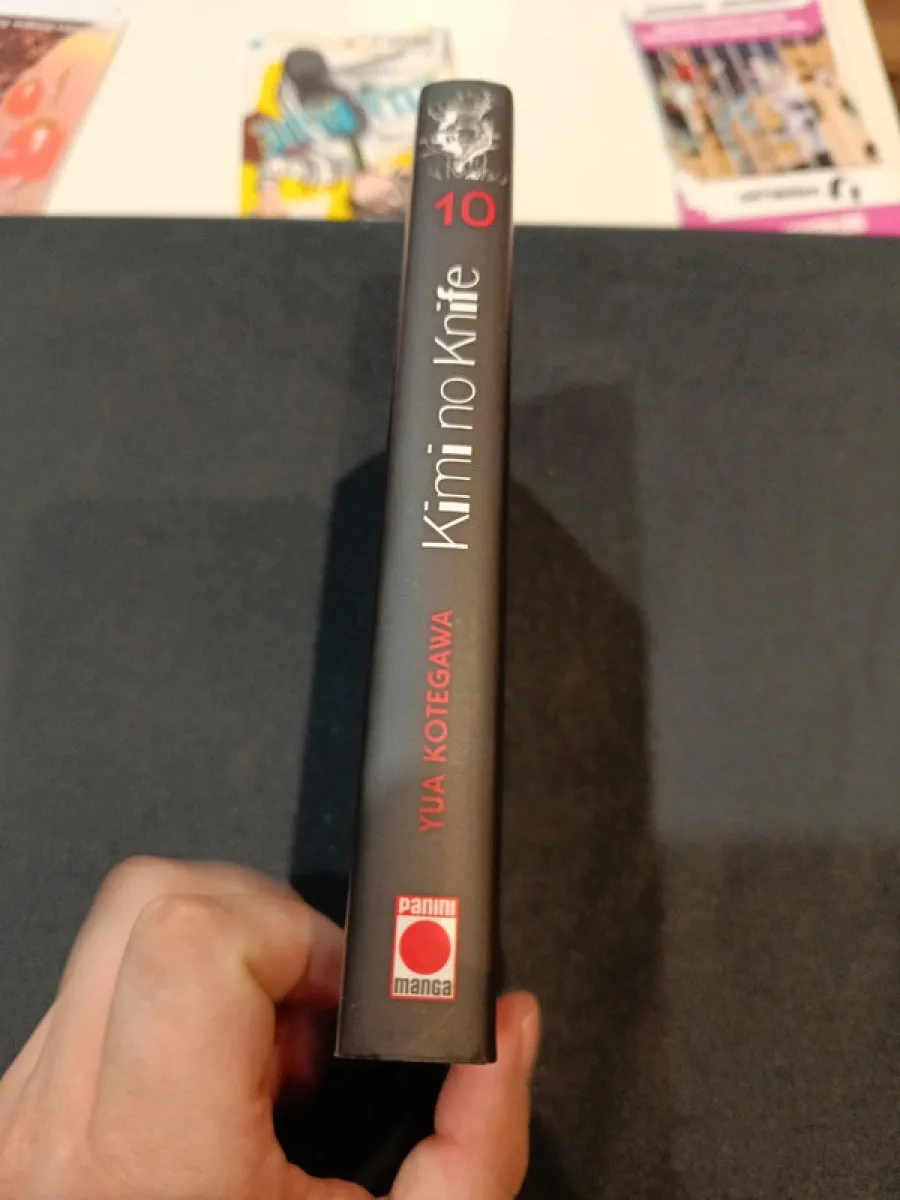 10
Kimi no Knife
YUA KOTEGAWA
PANINI
manga